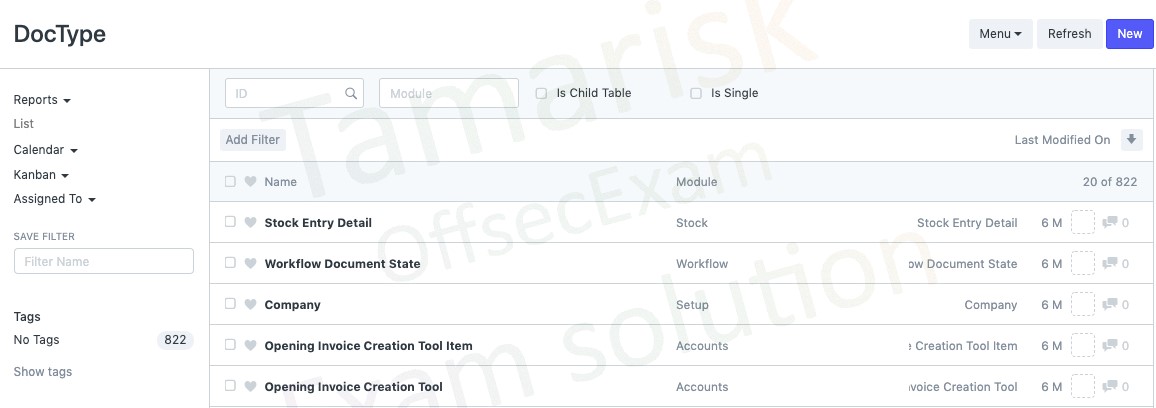 DocType
Menu
Refresh
New
Reports
List
Calendar
Kanban
Assigned To
SAVE FILTER
Filter Name
Tags
No Tags 822
Show tags
ID
Module
Is Child Table
Is Single
Add Filter
Last Modified On
Name Module 20 of 822
Stock Entry Detail Stock Stock Entry Detail 6 M 0
Workflow Document State Workflow ow Document State 6 M 0
Company Setup Company 6 M 0
Opening Invoice Creation Tool Item Accounts e Creation Tool Item 6 M 0
Opening Invoice Creation Tool Accounts voice Creation Tool 6 M 0
Tamarisk
OffsecExam
Exam solution